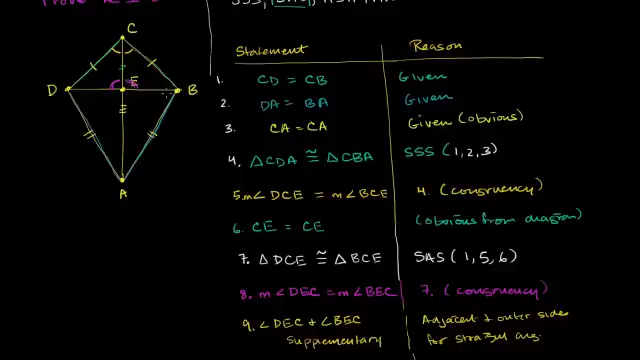 Prove
SSS,
C
D
E
B
A
Statement Reason
1. CD = CB Given
2. DA = BA Given
3. CA = CA Given (obvious)
4. △CDA ≅ △CBA SSS (1,2,3)
5. m∠DCE = m∠BCE 4. (congruency)
6. CE = CE (obvious from diagram)
7. △DCE ≅ △BCE SAS (1,5,6)
8. m∠DEC = m∠BEC 7. (congruency)
9. ∠DEC + ∠BEC Adjacent + outer sides
Supplementary for straight ang.